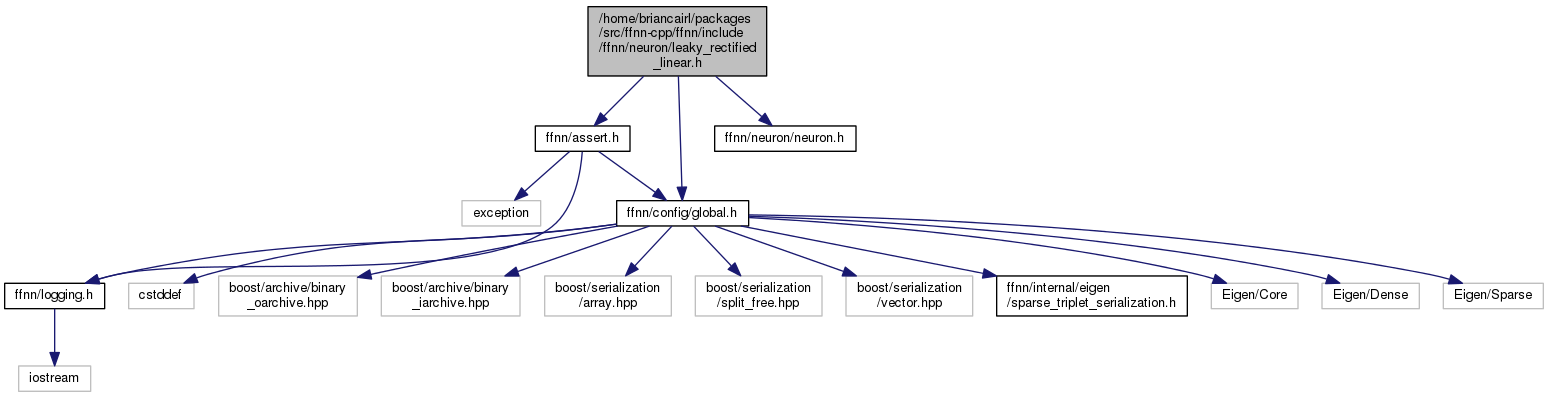 /home/briancairl/packages
/src/ffnn-cpp/ffnn/include
/ffnn/neuron/leaky_rectified
_linear.h
ffnn/assert.h
ffnn/neuron/neuron.h
exception
ffnn/config/global.h
ffnn/logging.h
cstddef
boost/archive/binary
_oarchive.hpp
boost/archive/binary
_iarchive.hpp
boost/serialization
/array.hpp
boost/serialization
/split_free.hpp
boost/serialization
/vector.hpp
ffnn/internal/eigen
/sparse_triplet_serialization.h
Eigen/Core
Eigen/Dense
Eigen/Sparse
iostream